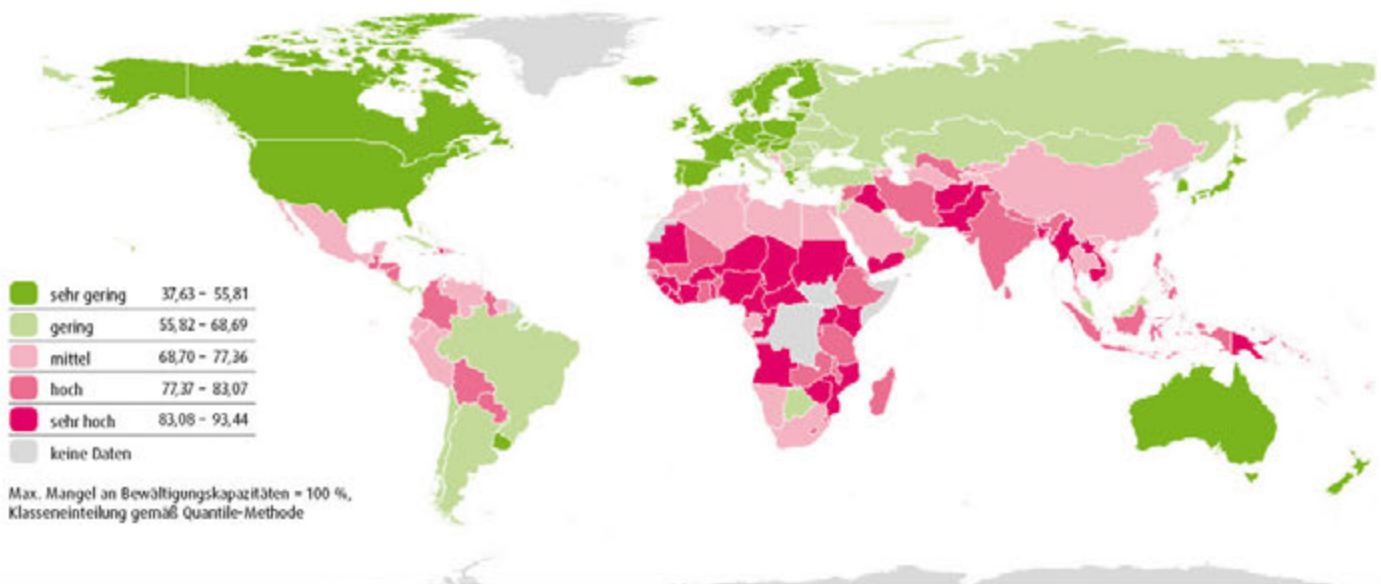 sehr gering 37,63 – 55,81
gering 55,82 – 68,69
mittel 68,70 – 77,36
hoch 77,37 – 83,07
sehr hoch 83,08 – 93,44
keine Daten
Max. Mangel an Bewältigungskapazitäten = 100 %,
Klasseneinteilung gemäß Quantile-Methode